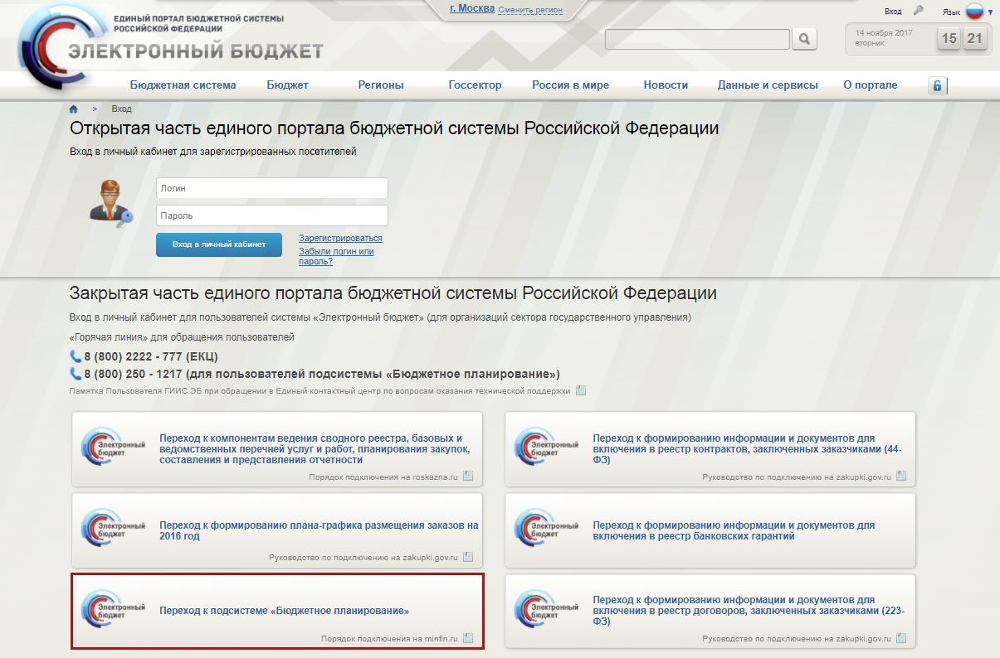 г. Москва Сменить регион
Вход
Язык
ЕДИНЫЙ ПОРТАЛ БЮДЖЕТНОЙ СИСТЕМЫ
РОССИЙСКОЙ ФЕДЕРАЦИИ
ЭЛЕКТРОННЫЙ БЮДЖЕТ
14 ноября 2017
вторник
15 21
Бюджетная система Бюджет Регионы Госсектор Россия в мире Новости Данные и сервисы О портале
> Вход
Открытая часть единого портала бюджетной системы Российской Федерации
Вход в личный кабинет для зарегистрированных посетителей
Логин
Пароль
Вход в личный кабинет
Зарегистрироваться
Забыли логин или
пароль?
Закрытая часть единого портала бюджетной системы Российской Федерации
Вход в личный кабинет для пользователей системы «Электронный бюджет» (для организаций сектора государственного управления)
«Горячая линия» для обращения пользователей
8 (800) 2222 - 777 (ЕКЦ)
8 (800) 250 - 1217 (для пользователей подсистемы «Бюджетное планирование»)
Памятка Пользователя ГИИС ЭБ при обращении в Единый контактный центр по вопросам оказания технической поддержки
Электронный
бюджет
Переход к компонентам ведения сводного реестра, базовых и
ведомственных перечней услуг и работ, планирования закупок,
составления и представления отчетности
Порядок подключения на roskazna.ru
Электронный
бюджет
Переход к формированию информации и документов для
включения в реестр контрактов, заключенных заказчиками (44-
ФЗ)
Руководство по подключению на zakupki.gov.ru
Электронный
бюджет
Переход к формированию плана-графика размещения заказов на
2016 год
Руководство по подключению на zakupki.gov.ru
Электронный
бюджет
Переход к формированию информации и документов для
включения в реестр банковских гарантий
Электронный
бюджет
Переход к подсистеме «Бюджетное планирование»
Порядок подключения на minfin.ru
Электронный
бюджет
Переход к формированию информации и документов для
включения в реестр договоров, заключенных заказчиками (223-
ФЗ)
Руководство по подключению на zakupki.gov.ru